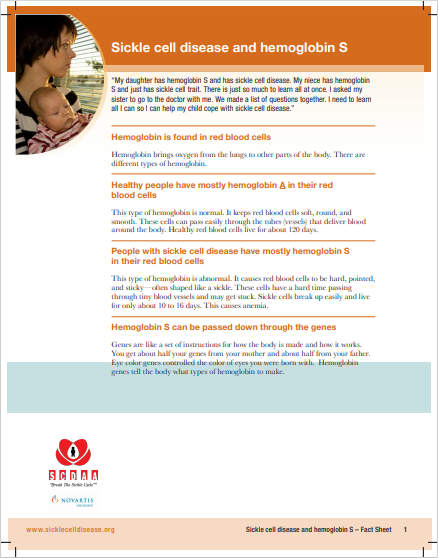 Sickle cell disease and hemoglobin S
“My daughter has hemoglobin S and has sickle cell disease. My niece has hemoglobin
S and just has sickle cell trait. There is just so much to learn all at once. I asked my
sister to go to the doctor with me. We made a list of questions together. I need to learn
all I can so I can help my child cope with sickle cell disease.”
Hemoglobin is found in red blood cells
Hemoglobin brings oxygen from the lungs to other parts of the body. There are
different types of hemoglobin.
Healthy people have mostly hemoglobin A in their red
blood cells
This type of hemoglobin is normal. It keeps red blood cells soft, round, and
smooth. These cells can pass easily through the tubes (vessels) that deliver blood
around the body. Healthy red blood cells live for about 120 days.
People with sickle cell disease have mostly hemoglobin S
in their red blood cells
This type of hemoglobin is abnormal. It causes red blood cells to be hard, pointed,
and sticky—often shaped like a sickle. These cells have a hard time passing
through tiny blood vessels and may get stuck. Sickle cells break up easily and live
for only about 10 to 16 days. This causes anemia.
Hemoglobin S can be passed down through the genes
Genes are like a set of instructions for how the body is made and how it works.
You get about half your genes from your mother and about half from your father.
Eye color genes controlled the color of eyes you were born with. Hemoglobin
genes tell the body what types of hemoglobin to make.
SCDAA
"Break The Sickle Cycle"
NOVARTIS
ONCOLOGY
www.sicklecelldisease.org
Sickle cell disease and hemoglobin S – Fact Sheet 1